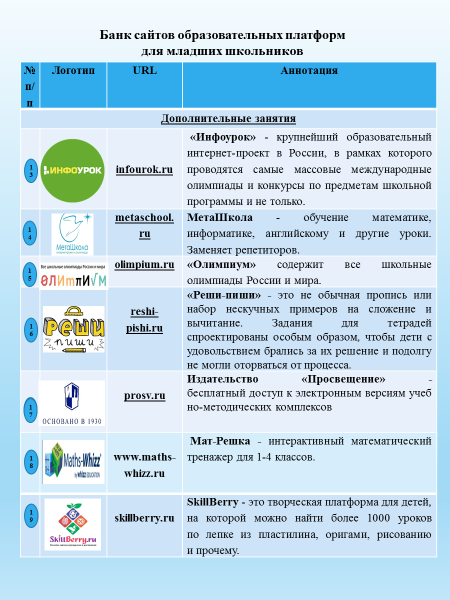 Банк сайтов образовательных платформ
для младших школьников
№ п/п Логотип URL Аннотация
Дополнительные занятия
13
ИНФОУРОК
infourok.ru
«Инфоурок» - крупнейший образовательный
интернет-проект в России, в рамках которого
проводятся самые массовые международные
олимпиады и конкурсы по предметам школьной
программы и не только.
14
МетаШкола
metaschool.
ru
МетаШкола - обучение математике,
информатике, английскому и другие уроки.
Заменяет репетиторов.
15
Все школьные олимпиады России и мира
ОЛИМПИУМ
olimpium.ru
«Олимпиум» содержит все школьные
олимпиады России и мира.
16
РЕШИ
ПИШИ
reshi-
pishi.ru
«Реши-пиши» - это не обычная пропись или
набор нескучных примеров на сложение и
вычитание. Задания для тетрадей
спроектированы особым образом, чтобы дети с
удовольствием брались за их решение и подолгу
не могли оторваться от процесса.
17
ОСНОВАНО В 1930
prosv.ru
Издательство «Просвещение» -
бесплатный доступ к электронным версиям учеб
но-методических комплексов
18
Maths-Whizz
by WHIZZ EDUCATION
www.maths-
whizz.ru
Мат-Решка - интерактивный математический
тренажер для 1-4 классов.
19
SkillBerry.ru
skillberry.ru
SkillBerry - это творческая платформа для детей,
на которой можно найти более 1000 уроков
по лепке из пластилина, оригами, рисованию
и прочему.